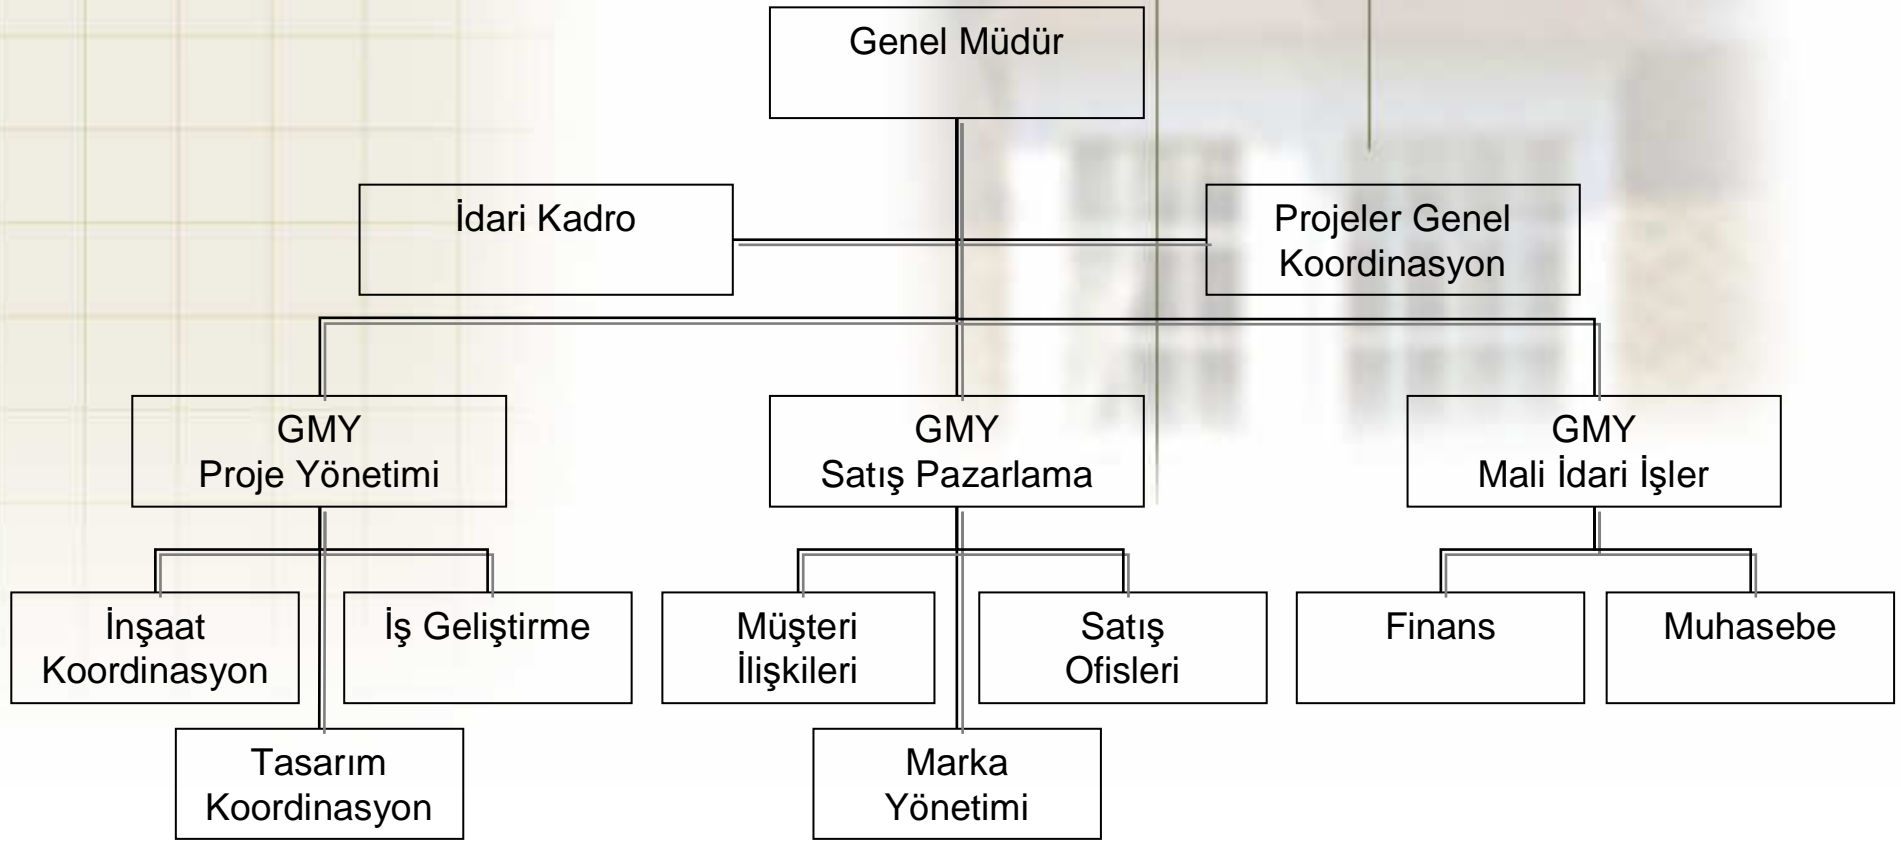 Genel Müdür
İdari Kadro
Projeler Genel
Koordinasyon
GMY
Proje Yönetimi
GMY
Satış Pazarlama
GMY
Mali İdari İşler
İnşaat
Koordinasyon
İş Geliştirme
Müşteri
İlişkileri
Satış
Ofisleri
Finans
Muhasebe
Tasarım
Koordinasyon
Marka
Yönetimi